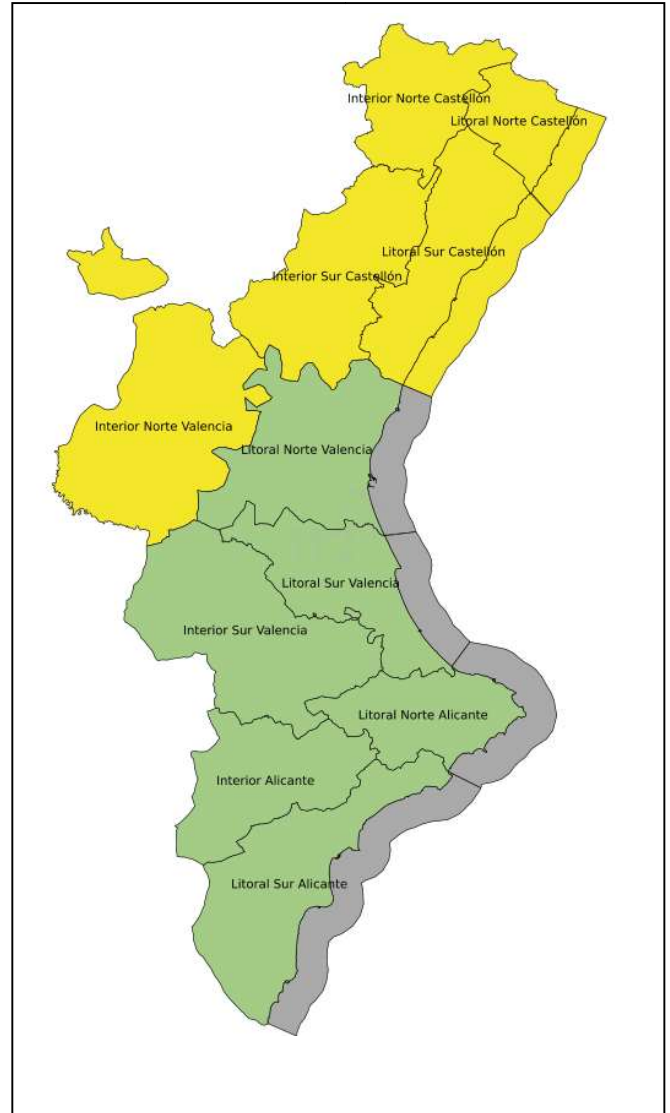 Interior Norte Castellón
Litoral Norte Castellón
Litoral Sur Castellón
Interior Sur Castellón
Interior Norte Valencia
Litoral Norte Valencia
Litoral Sur Valencia
Interior Sur Valencia
Litoral Norte Alicante
Interior Alicante
Litoral Sur Alicante